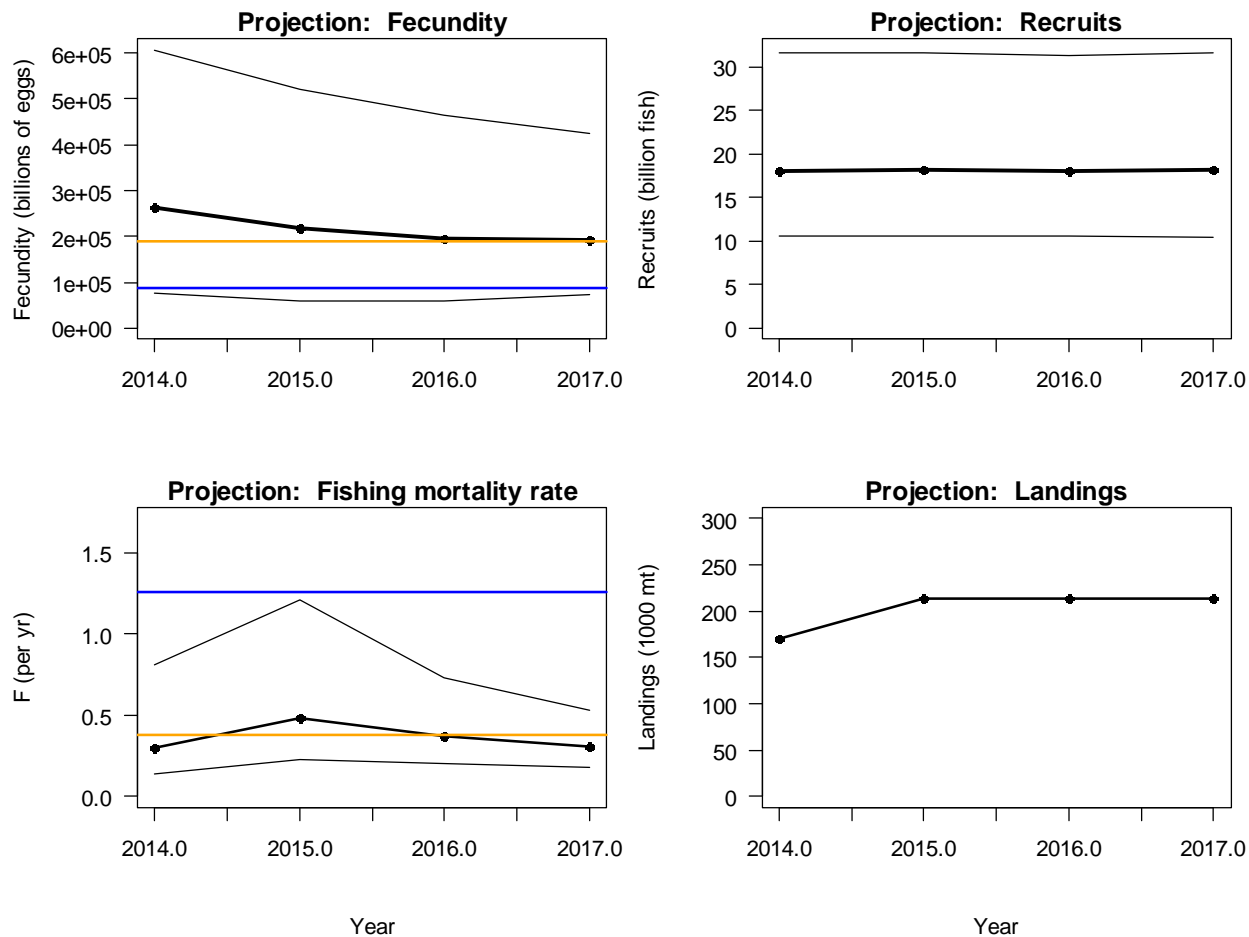 Projection: Fecundity
Fecundity (billions of eggs)
6e+05
5e+05
4e+05
3e+05
2e+05
1e+05
0e+00
2014.0 2015.0 2016.0 2017.0
Projection: Recruits
Recruits (billion fish)
30
25
20
15
10
5
0
2014.0 2015.0 2016.0 2017.0
Projection: Fishing mortality rate
F (per yr)
1.5
1.0
0.5
0.0
2014.0 2015.0 2016.0 2017.0
Year
Projection: Landings
Landings (1000 mt)
300
250
200
150
100
50
0
2014.0 2015.0 2016.0 2017.0
Year